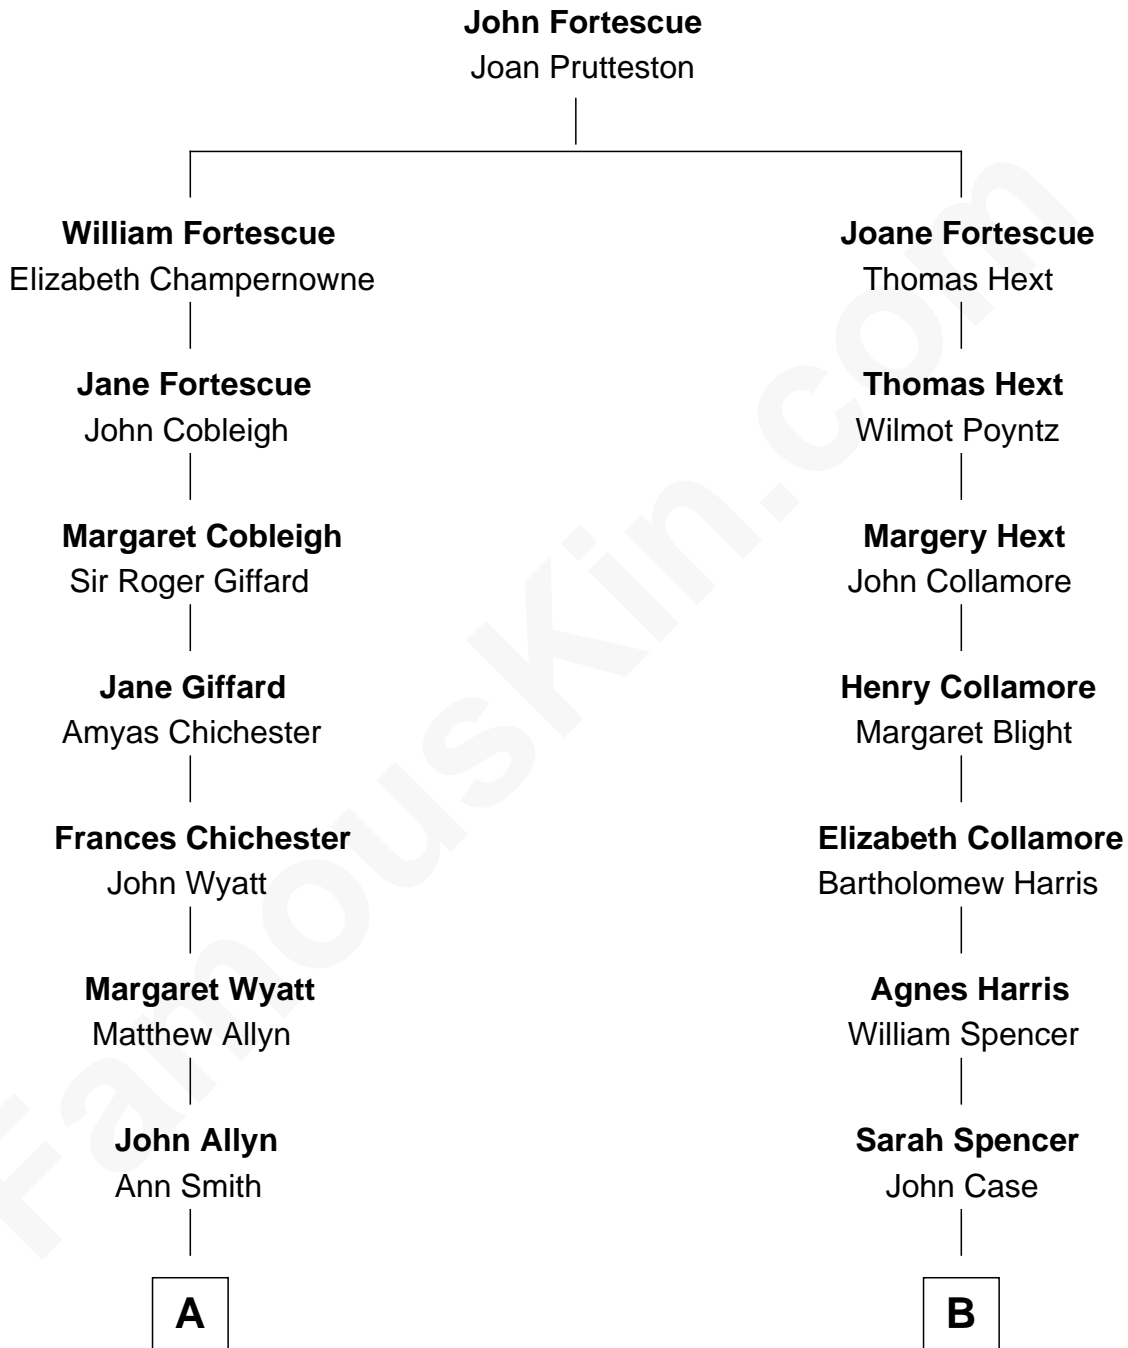 John Fortescue
Joan Prutteston
William Fortescue
Elizabeth Champernowne
Jane Fortescue
John Cobleigh
Margaret Cobleigh
Sir Roger Giffard
Jane Giffard
Amyas Chichester
Frances Chichester
John Wyatt
Margaret Wyatt
Matthew Allyn
John Allyn
Ann Smith
A
Joane Fortescue
Thomas Hext
Thomas Hext
Wilmot Poyntz
Margery Hext
John Collamore
Henry Collamore
Margaret Blight
Elizabeth Collamore
Bartholomew Harris
Agnes Harris
William Spencer
Sarah Spencer
John Case
B
FamousKin.com